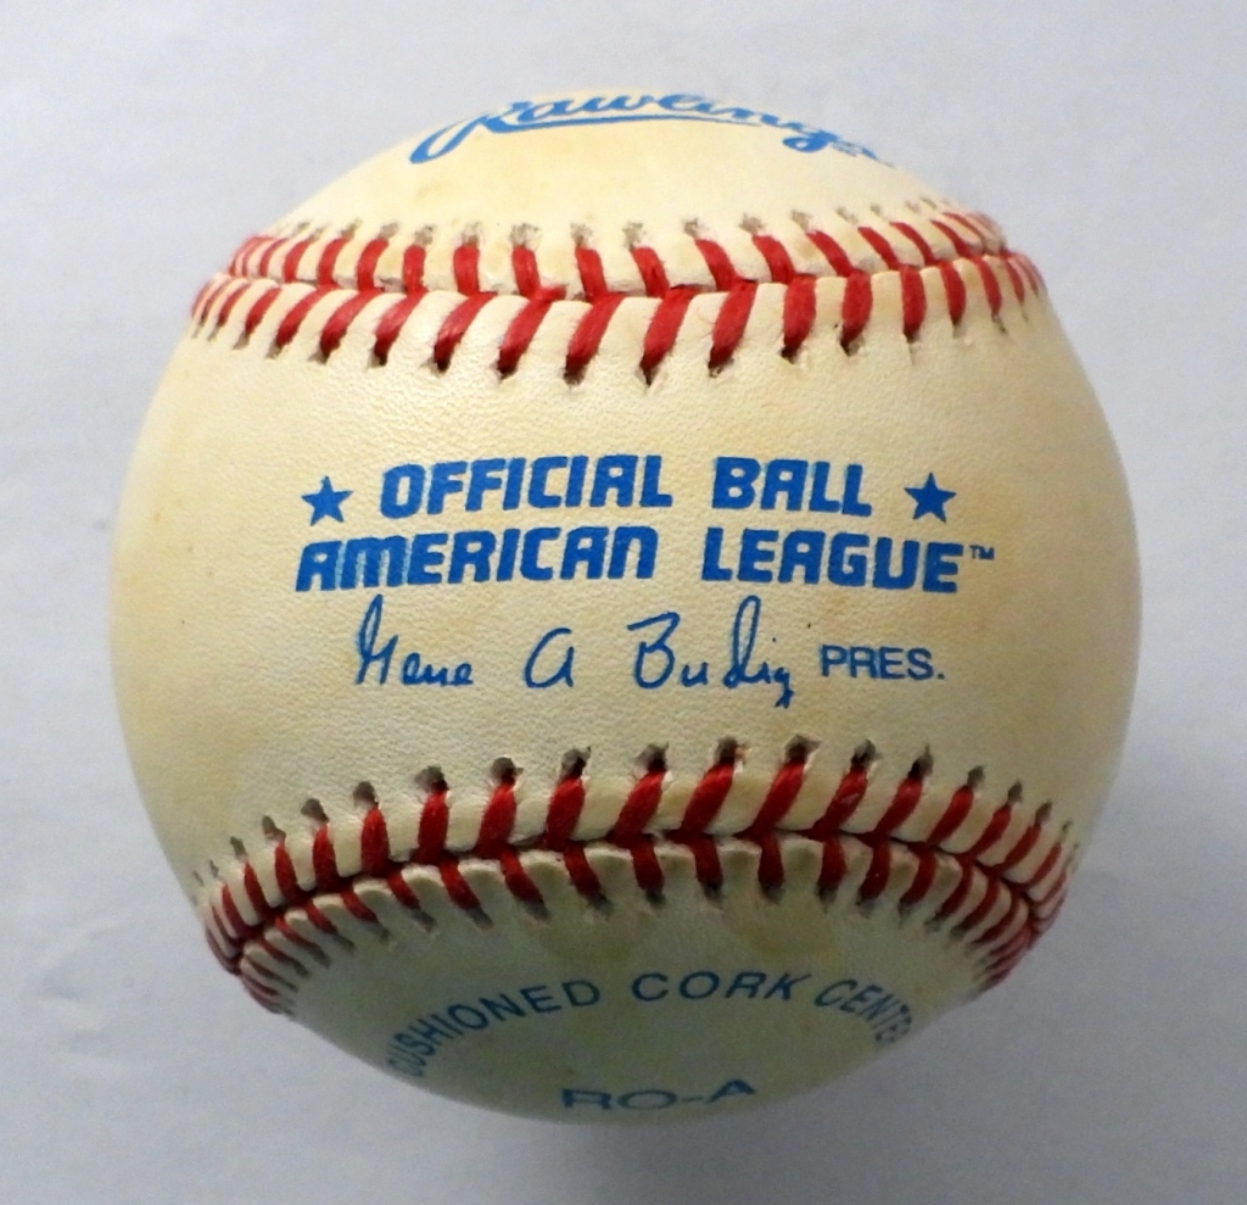 Rawlings
★ OFFICIAL BALL ★
AMERICAN LEAGUE™
Gene A Budig PRES.
CUSHIONED CORK CENTER
RO-A